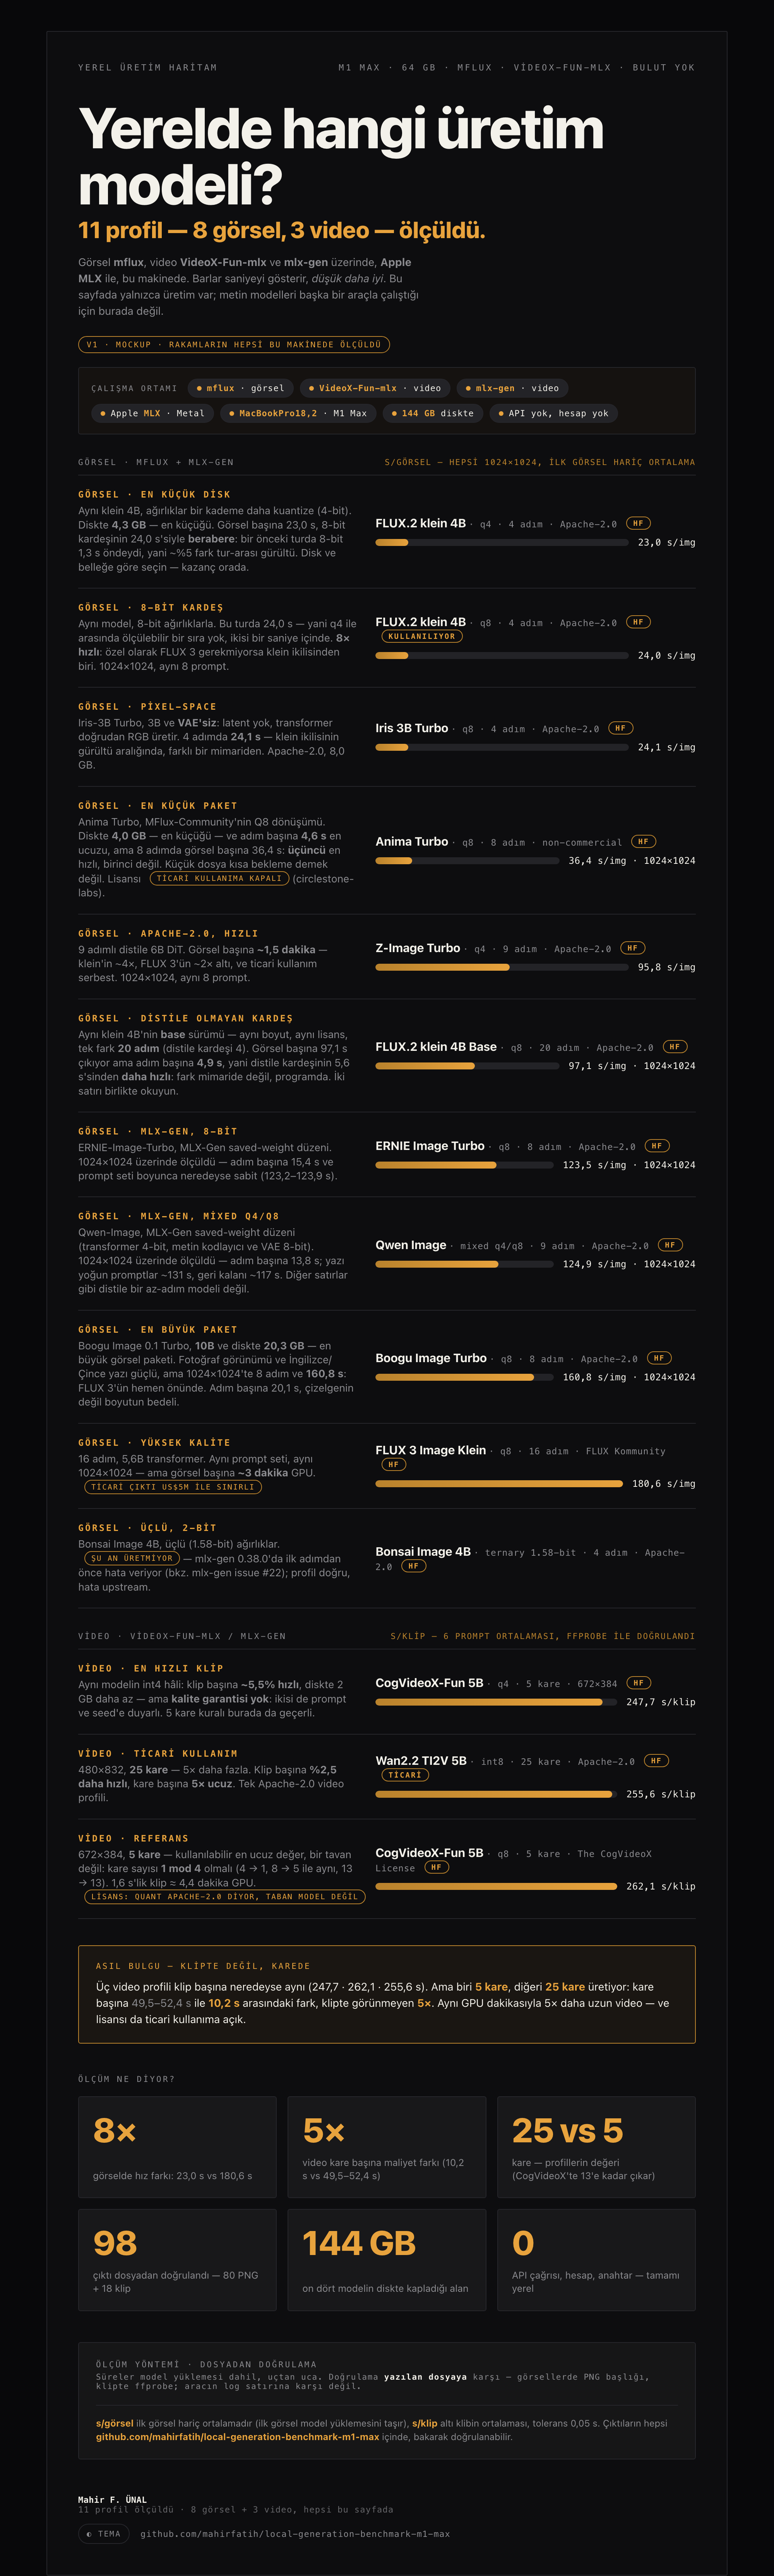 YEREL ÜRETİM HARİTAM
M1 MAX · 64 GB · MFLUX · VİDEOX-FUN-MLX · BULUT YOK
Yerelde hangi üretim
modeli?
11 profil — 8 görsel, 3 video — ölçüldü.
Görsel mflux, video VideoX-Fun-mlx ve mlx-gen üzerinde, Apple
MLX ile, bu makinede. Barlar saniyeyi gösterir, düşük daha iyi. Bu
sayfada yalnızca üretim var; metin modelleri başka bir araçla çalıştığı
için burada değil.
V1 · MOCKUP · RAKAMLARIN HEPSİ BU MAKİNEDE ÖLÇÜLDÜ
ÇALIŞMA ORTAMI
mflux · görsel
VideoX-Fun-mlx · video
mlx-gen · video
Apple MLX · Metal
MacBookPro18,2 · M1 Max
144 GB diskte
API yok, hesap yok
GÖRSEL · MFLUX + MLX-GEN
S/GÖRSEL — HEPSİ 1024×1024, İLK GÖRSEL HARİÇ ORTALAMA
GÖRSEL · EN KÜÇÜK DİSK
Aynı klein 4B, ağırlıklar bir kademe daha kuantize (4-bit).
Diskte 4,3 GB — en küçüğü. Görsel başına 23,0 s, 8-bit
kardeşinin 24,0 s'siyle berabere: bir önceki turda 8-bit
1,3 s öndeydi, yani ~%5 fark tur-arası gürültü. Disk ve
belleğe göre seçin — kazanç orada.
FLUX.2 klein 4B · q4 · 4 adım · Apache-2.0 HF
23,0 s/img
GÖRSEL · 8-BİT KARDEŞ
Aynı model, 8-bit ağırlıklarla. Bu turda 24,0 s — yani q4 ile
arasında ölçülebilir bir sıra yok, ikisi bir saniye içinde. 8×
hızlı: özel olarak FLUX 3 gerekmiyorsa klein ikilisinden
biri. 1024×1024, aynı 8 prompt.
FLUX.2 klein 4B · q8 · 4 adım · Apache-2.0 HF
KULLANILIYOR
24,0 s/img
GÖRSEL · PİXEL-SPACE
Iris-3B Turbo, 3B ve VAE'siz: latent yok, transformer
doğrudan RGB üretir. 4 adımda 24,1 s — klein ikilisinin
gürültü aralığında, farklı bir mimariden. Apache-2.0, 8,0
GB.
Iris 3B Turbo · q8 · 4 adım · Apache-2.0 HF
24,1 s/img
GÖRSEL · EN KÜÇÜK PAKET
Anima Turbo, MFlux-Community'nin Q8 dönüşümü.
Diskte 4,0 GB — en küçüğü — ve adım başına 4,6 s en
ucuzu, ama 8 adımda görsel başına 36,4 s: üçüncü en
hızlı, birinci değil. Küçük dosya kısa bekleme demek
değil. Lisansı TİCARİ KULLANIMA KAPALI (circlestone-
labs).
Anima Turbo · q8 · 8 adım · non-commercial HF
36,4 s/img · 1024×1024
GÖRSEL · APACHE-2.0, HIZLI
9 adımlı distile 6B DiT. Görsel başına ~1,5 dakika —
klein'in ~4×, FLUX 3'ün ~2× altı, ve ticari kullanım
serbest. 1024×1024, aynı 8 prompt.
Z-Image Turbo · q4 · 9 adım · Apache-2.0 HF
95,8 s/img
GÖRSEL · DİSTİLE OLMAYAN KARDEŞ
Aynı klein 4B'nin base sürümü — aynı boyut, aynı lisans,
tek fark 20 adım (distile kardeşi 4). Görsel başına 97,1 s
çıkıyor ama adım başına 4,9 s, yani distile kardeşinin 5,6
s'sinden daha hızlı: fark mimaride değil, programda. İki
satırı birlikte okuyun.
FLUX.2 klein 4B Base · q8 · 20 adım · Apache-2.0 HF
97,1 s/img · 1024×1024
GÖRSEL · MLX-GEN, 8-BİT
ERNIE-Image-Turbo, MLX-Gen saved-weight düzeni.
1024×1024 üzerinde ölçüldü — adım başına 15,4 s ve
prompt seti boyunca neredeyse sabit (123,2–123,9 s).
ERNIE Image Turbo · q8 · 8 adım · Apache-2.0 HF
123,5 s/img · 1024×1024
GÖRSEL · MLX-GEN, MİXED Q4/Q8
Qwen-Image, MLX-Gen saved-weight düzeni
(transformer 4-bit, metin kodlayıcı ve VAE 8-bit).
1024×1024 üzerinde ölçüldü — adım başına 13,8 s; yazı
yoğun promptlar ~131 s, geri kalanı ~117 s. Diğer satırlar
gibi distile bir az-adım modeli değil.
Qwen Image · mixed q4/q8 · 9 adım · Apache-2.0 HF
124,9 s/img · 1024×1024
GÖRSEL · EN BÜYÜK PAKET
Boogu Image 0.1 Turbo, 10B ve diskte 20,3 GB — en
büyük görsel paketi. Fotoğraf görünümü ve İngilizce/
Çince yazı güçlü, ama 1024×1024'te 8 adım ve 160,8 s:
FLUX 3'ün hemen önünde. Adım başına 20,1 s, çizelgenin
değil boyutun bedeli.
Boogu Image Turbo · q8 · 8 adım · Apache-2.0 HF
160,8 s/img · 1024×1024
GÖRSEL · YÜKSEK KALİTE
16 adım, 5,6B transformer. Aynı prompt seti, aynı
1024×1024 — ama görsel başına ~3 dakika GPU.
TİCARİ ÇIKTI US$5M İLE SINIRLI
FLUX 3 Image Klein · q8 · 16 adım · FLUX Kommunity
HF
180,6 s/img
GÖRSEL · ÜÇLÜ, 2-BİT
Bonsai Image 4B, üçlü (1.58-bit) ağırlıklar.
ŞU AN ÜRETMİYOR — mlx-gen 0.38.0'da ilk adımdan
önce hata veriyor (bkz. mlx-gen issue #22); profil doğru,
hata upstream.
Bonsai Image 4B · ternary 1.58-bit · 4 adım · Apache-
2.0 HF
VİDEO · VİDEOX-FUN-MLX / MLX-GEN
S/KLİP — 6 PROMPT ORTALAMASI, FFPROBE İLE DOĞRULANDI
VİDEO · EN HIZLI KLİP
Aynı modelin int4 hâli: klip başına ~5,5% hızlı, diskte 2
GB daha az — ama kalite garantisi yok: ikisi de prompt
ve seed'e duyarlı. 5 kare kuralı burada da geçerli.
CogVideoX-Fun 5B · q4 · 5 kare · 672×384 HF
247,7 s/klip
VİDEO · TİCARİ KULLANIM
480×832, 25 kare — 5× daha fazla. Klip başına %2,5
daha hızlı, kare başına 5× ucuz. Tek Apache-2.0 video
profili.
Wan2.2 TI2V 5B · int8 · 25 kare · Apache-2.0 HF
TİCARİ
255,6 s/klip
VİDEO · REFERANS
672×384, 5 kare — kullanılabilir en ucuz değer, bir tavan
değil: kare sayısı 1 mod 4 olmalı (4 → 1, 8 → 5 ile aynı, 13
→ 13). 1,6 s'lik klip ≈ 4,4 dakika GPU.
LİSANS: QUANT APACHE-2.0 DİYOR, TABAN MODEL DEĞİL
CogVideoX-Fun 5B · q8 · 5 kare · The CogVideoX
License HF
262,1 s/klip
ASIL BULGU — KLİPTE DEĞİL, KAREDE
Üç video profili klip başına neredeyse aynı (247,7 · 262,1 · 255,6 s). Ama biri 5 kare, diğeri 25 kare üretiyor: kare
başına 49,5–52,4 s ile 10,2 s arasındaki fark, klipte görünmeyen 5×. Aynı GPU dakikasıyla 5× daha uzun video — ve
lisansı da ticari kullanıma açık.
ÖLÇÜM NE DİYOR?
8×
görselde hız farkı: 23,0 s vs 180,6 s
5×
video kare başına maliyet farkı (10,2
s vs 49,5–52,4 s)
25 vs 5
kare — profillerin değeri
(CogVideoX'te 13'e kadar çıkar)
98
çıktı dosyadan doğrulandı — 80 PNG
+ 18 klip
144 GB
on dört modelin diskte kapladığı alan
0
API çağrısı, hesap, anahtar — tamamı
yerel
ÖLÇÜM YÖNTEMİ · DOSYADAN DOĞRULAMA
Süreler model yüklemesi dahil, uçtan uca. Doğrulama yazılan dosyaya karşı — görsellerde PNG başlığı,
klipte ffprobe; aracın log satırına karşı değil.
s/görsel ilk görsel hariç ortalamadır (ilk görsel model yüklemesini taşır), s/klip altı klibin ortalaması, tolerans 0,05 s. Çıktıların hepsi
github.com/mahirfatih/local-generation-benchmark-m1-max içinde, bakarak doğrulanabilir.
Mahir F. ÜNAL
11 profil ölçüldü · 8 görsel + 3 video, hepsi bu sayfada
◐ TEMA
github.com/mahirfatih/local-generation-benchmark-m1-max